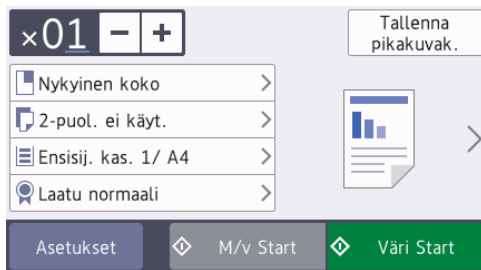 ×01 - +
Tallenna
pikakuvak.
Nykyinen koko
2-puol. ei käyt.
Ensisij. kas. 1/ A4
Laatu normaali
Asetukset
M/v Start
Väri Start